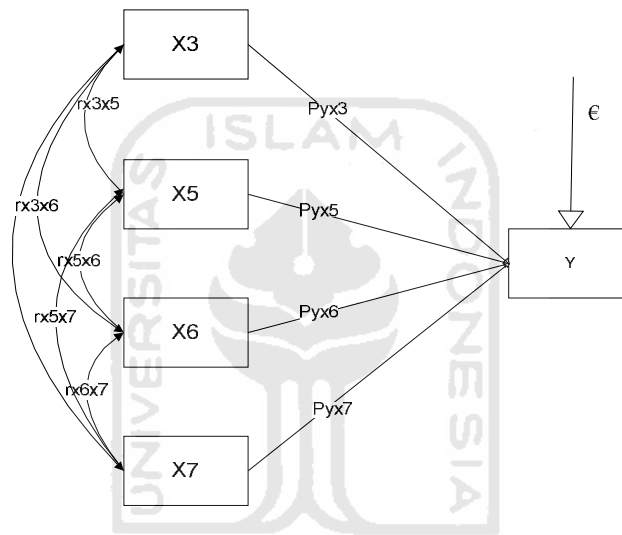 X3
rx3x5
Pyx3
€
ISLAM
UNIVERSITAS
INDONESIA
X5
rx3x6
Pyx5
rx5x6
Y
rx5x7
X6
Pyx6
rx6x7
Pyx7
X7